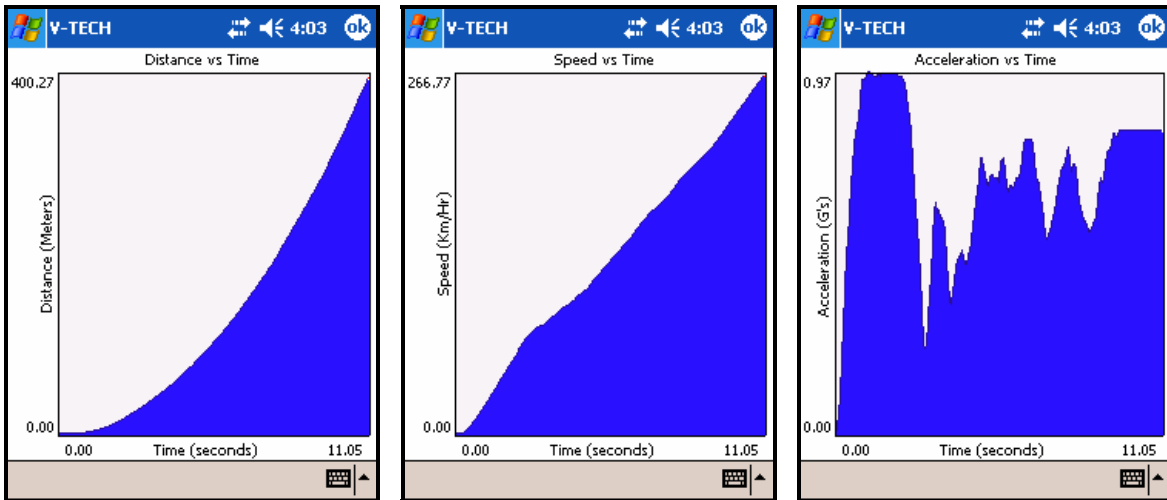 V-TECH 4:03 ok
Distance vs Time
400.27
Distance (Meters)
0.00
0.00 Time (seconds) 11.05
V-TECH 4:03 ok
Speed vs Time
266.77
Speed (Km/Hr)
0.00
0.00 Time (seconds) 11.05
V-TECH 4:03 ok
Acceleration vs Time
0.97
Acceleration (G's)
0.00
0.00 Time (seconds) 11.05